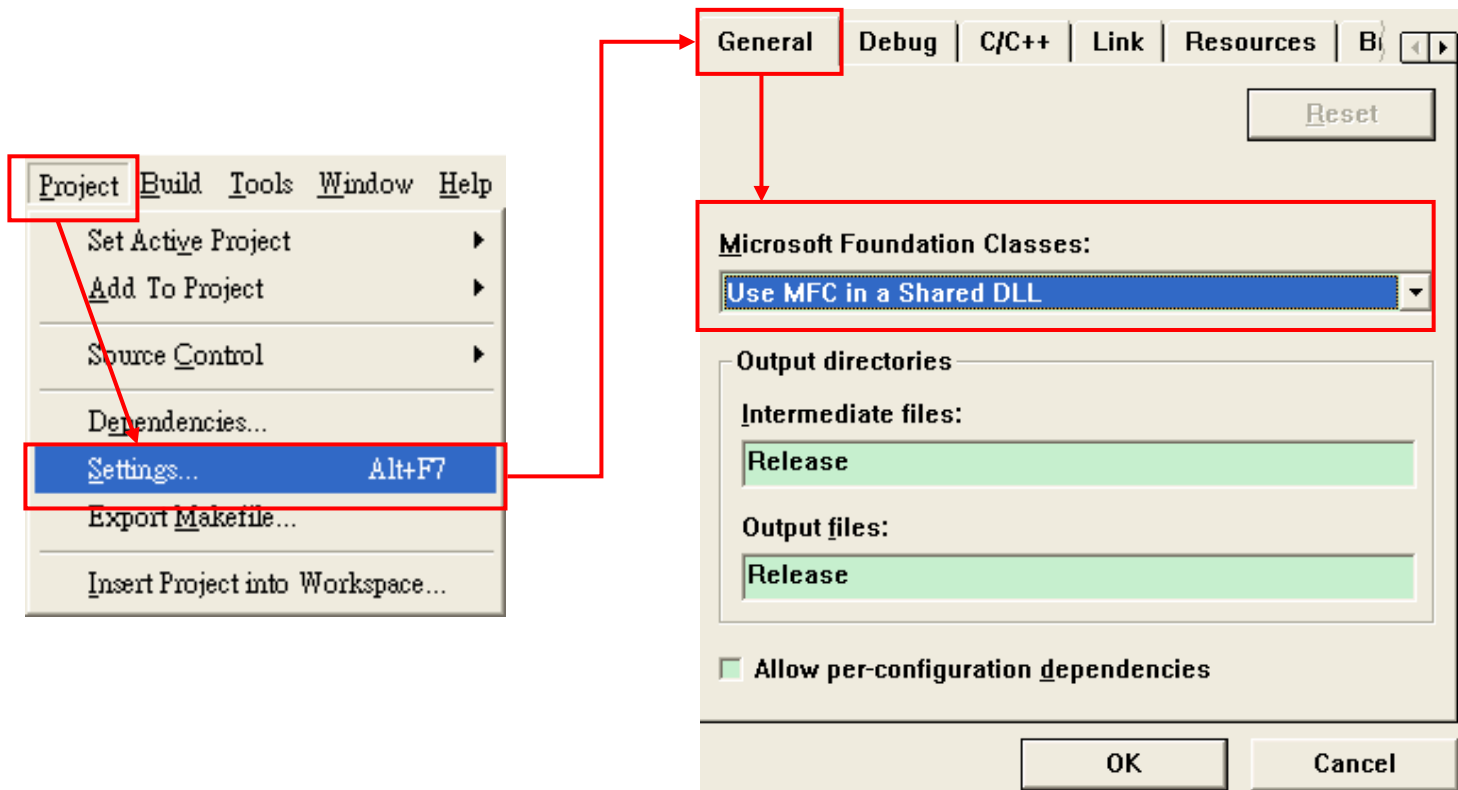 Project Build Tools Window Help
Set Active Project
Add To Project
Source Control
Dependencies...
Settings... Alt+F7
Export Makefile...
Insert Project into Workspace...
General Debug C/C++ Link Resources
Reset
Microsoft Foundation Classes:
Use MFC in a Shared DLL
Output directories
Intermediate files:
Release
Output files:
Release
Allow per-configuration dependencies
OK Cancel